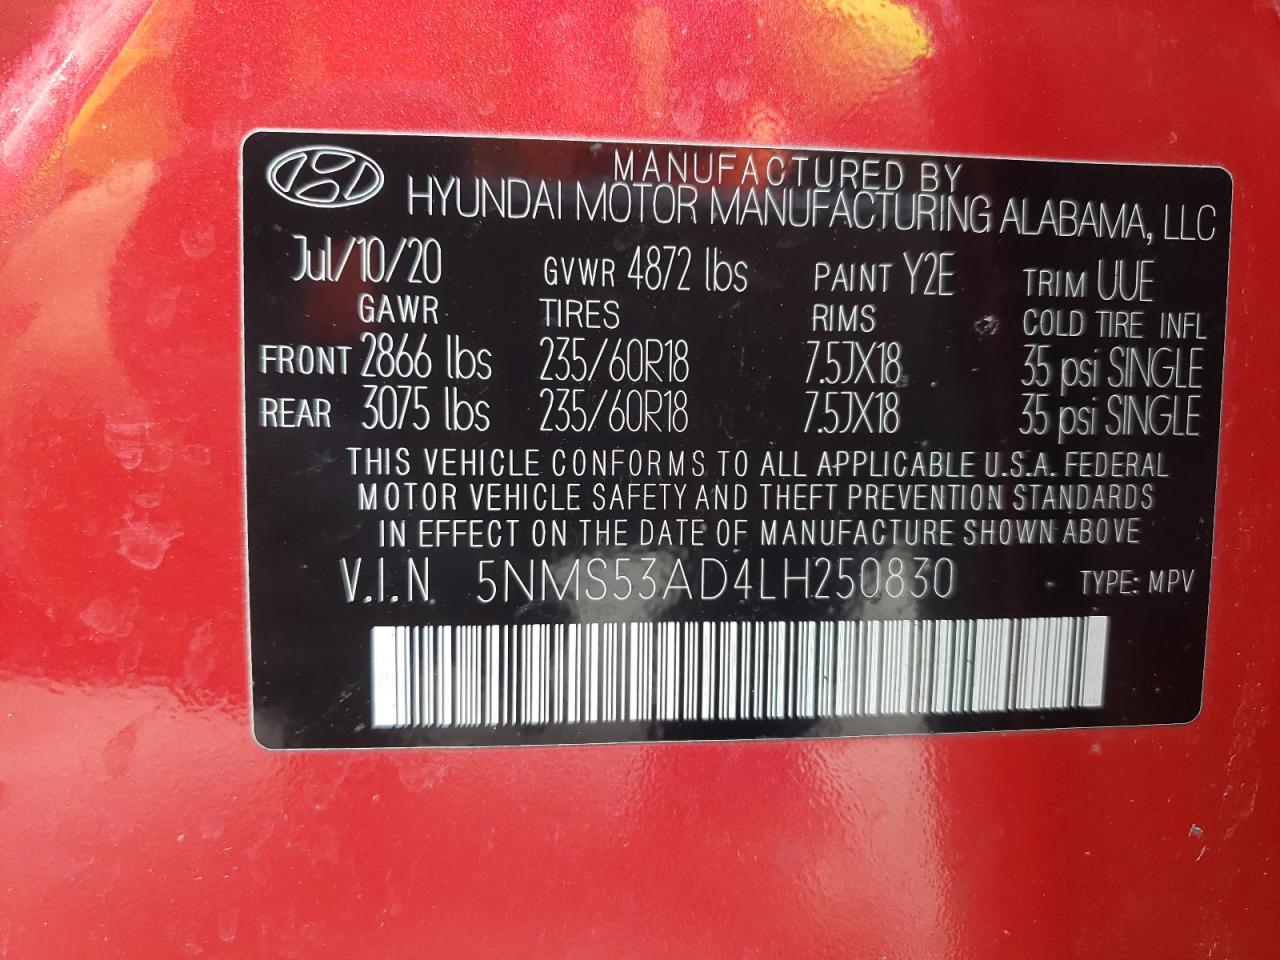 MANUFACTURED BY
HYUNDAI MOTOR MANUFACTURING ALABAMA, LLC
Jul/10/20 GVWR 4872 lbs PAINT Y2E TRIM UUE
GAWR TIRES RIMS COLD TIRE INFL
FRONT 2866 lbs 235/60R18 7.5JX18 35 psi SINGLE
REAR 3075 lbs 235/60R18 7.5JX18 35 psi SINGLE
THIS VEHICLE CONFORMS TO ALL APPLICABLE U.S.A. FEDERAL
MOTOR VEHICLE SAFETY AND THEFT PREVENTION STANDARDS
IN EFFECT ON THE DATE OF MANUFACTURE SHOWN ABOVE
V.I.N. 5NMS53AD4LH250830 TYPE: MPV